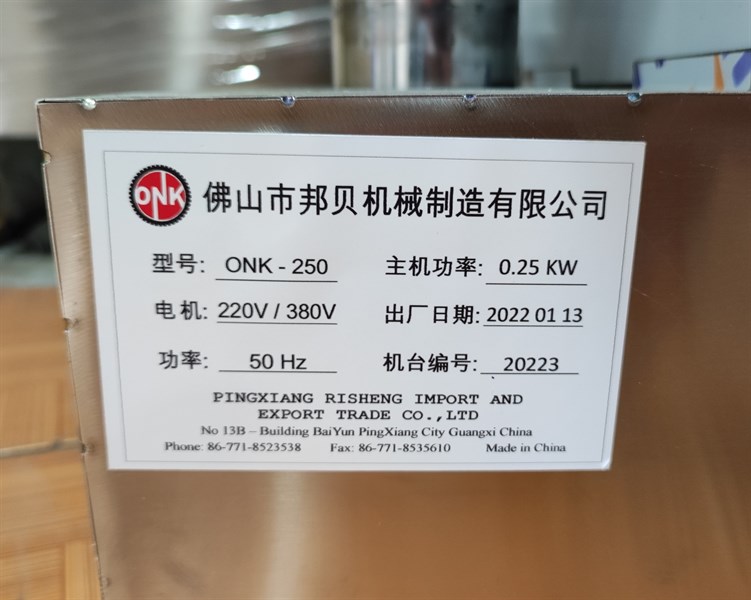 ONK 佛山市邦贝机械制造有限公司
型号: ONK - 250 主机功率: 0.25 KW
电机: 220V / 380V 出厂日期: 2022 01 13
功率: 50 Hz 机台编号: 20223
PINGXIANG RISHENG IMPORT AND
EXPORT TRADE CO.,LTD
No 13B – Building BaiYun PingXiang City Guangxi China
Phone: 86-771-8523538 Fax: 86-771-8535610 Made in China